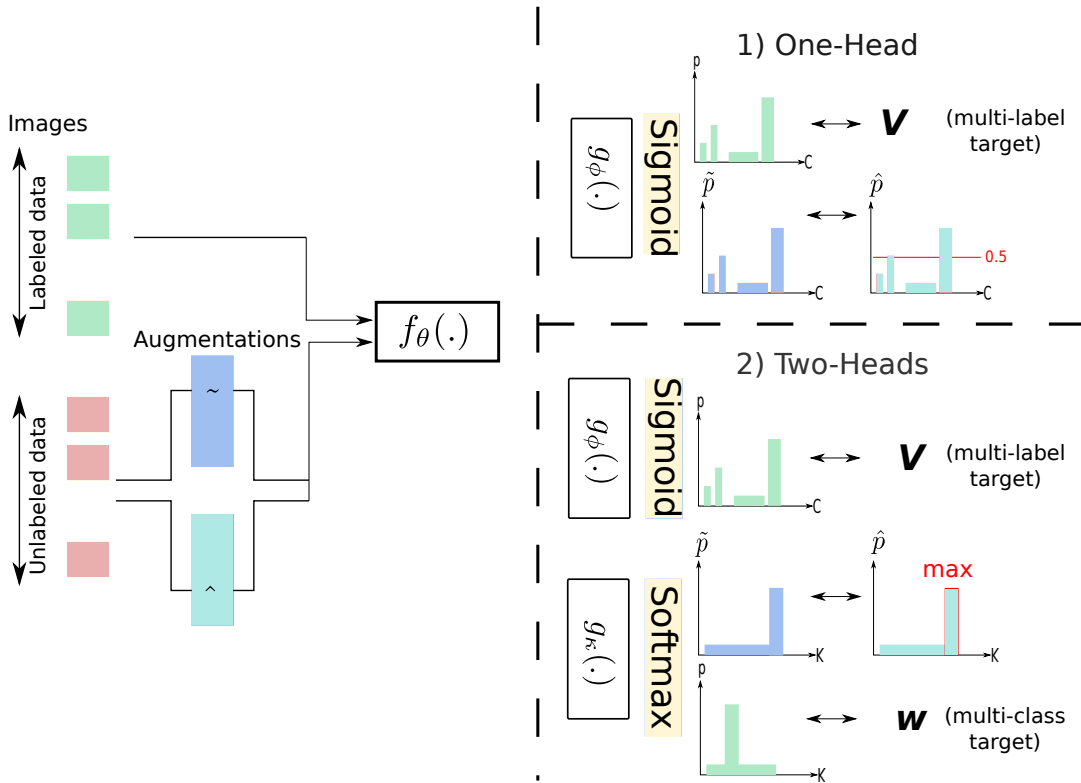 Images
Labeled data
Augmentations
~
^
Unlabeled data
f_θ(.)
1) One-Head
g_ϕ(.)
Sigmoid
p
C
V
(multi-label
target)
p̃
C
p̂
0.5
C
2) Two-Heads
g_ϕ(.)
Sigmoid
p
C
V
(multi-label
target)
g_κ(.)
Softmax
p̃
K
p̂
max
K
p
K
w
(multi-class
target)